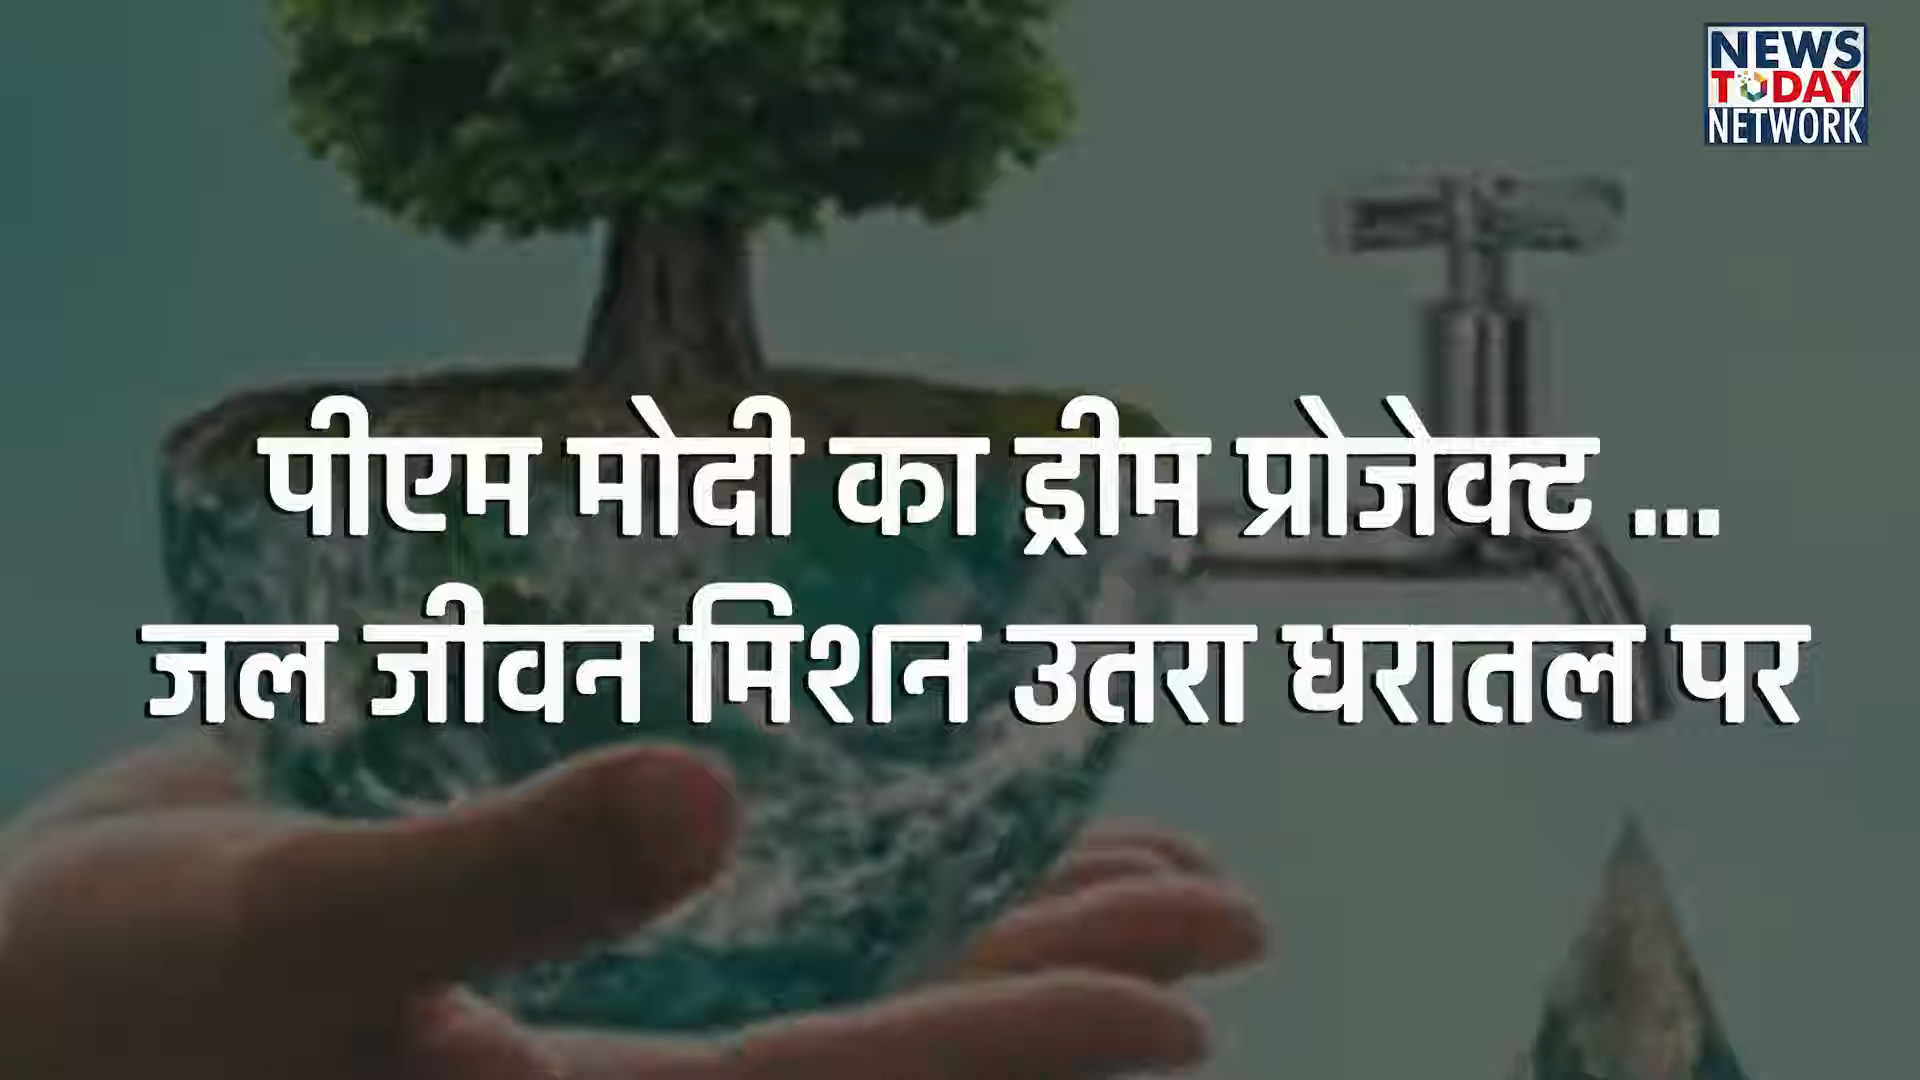 NEWS
TODAY
NETWORK
पीएम मोदी का ड्रीम प्रोजेक्ट ...
जल जीवन मिशन उतरा धरातल पर